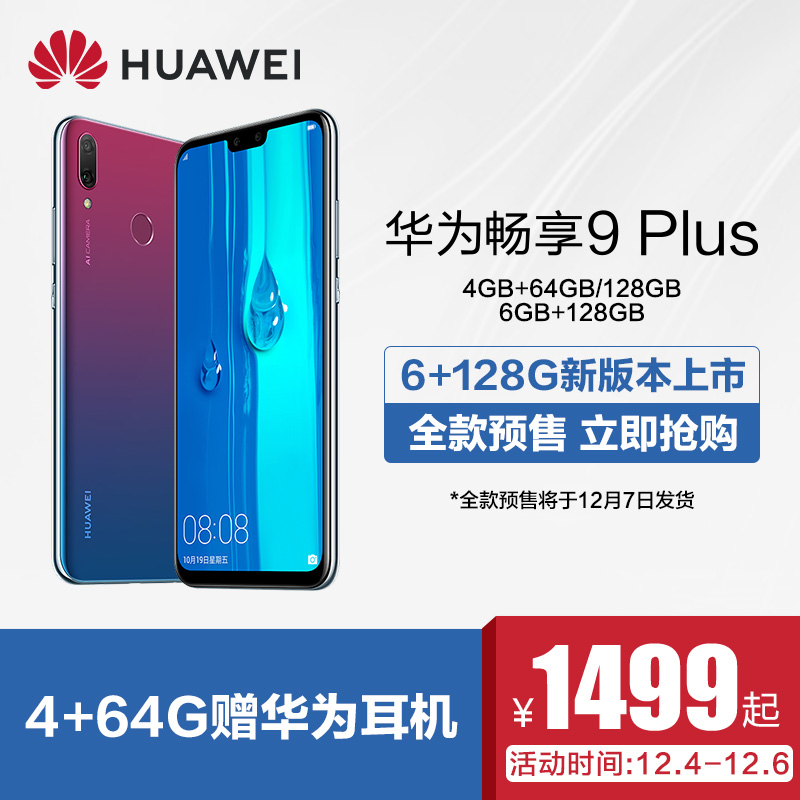 HUAWEI
AI CAMERA
HUAWEI
08:08
10月19日星期五
华为畅享9 Plus
4GB+64GB/128GB
6GB+128GB
6+128G新版本上市
全款预售 立即抢购
*全款预售将于12月7日发货
4+64G赠华为耳机
¥1499起
活动时间:12.4-12.6